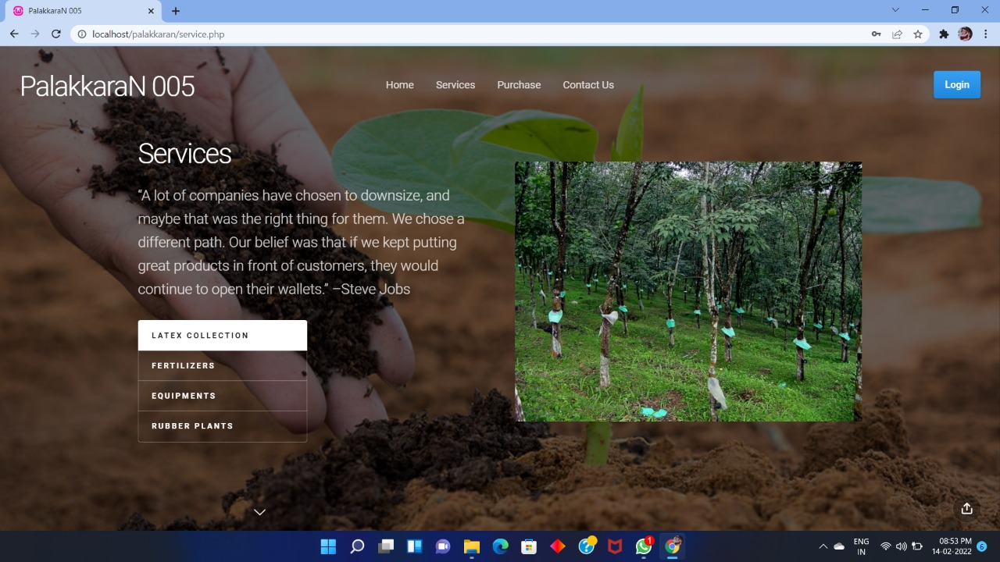 PalakkaraN 005
localhost/palakkaran/service.php
PalakkaraN 005
Home Services Purchase Contact Us
Login
Services
“A lot of companies have chosen to downsize, and
maybe that was the right thing for them. We chose a
different path. Our belief was that if we kept putting
great products in front of customers, they would
continue to open their wallets.” –Steve Jobs
LATEX COLLECTION
FERTILIZERS
EQUIPMENTS
RUBBER PLANTS
1
ENG
IN
08:53 PM
14-02-2022
6